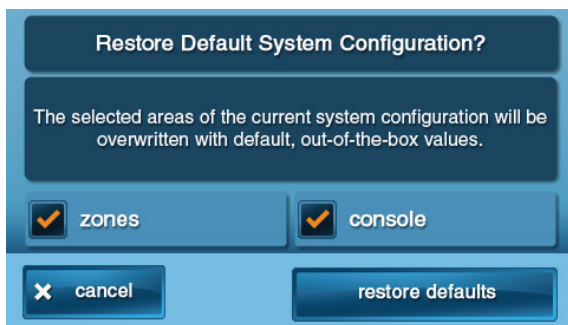 Restore Default System Configuration?
The selected areas of the current system configuration will be
overwritten with default, out-of-the-box values.
zones
console
cancel
restore defaults